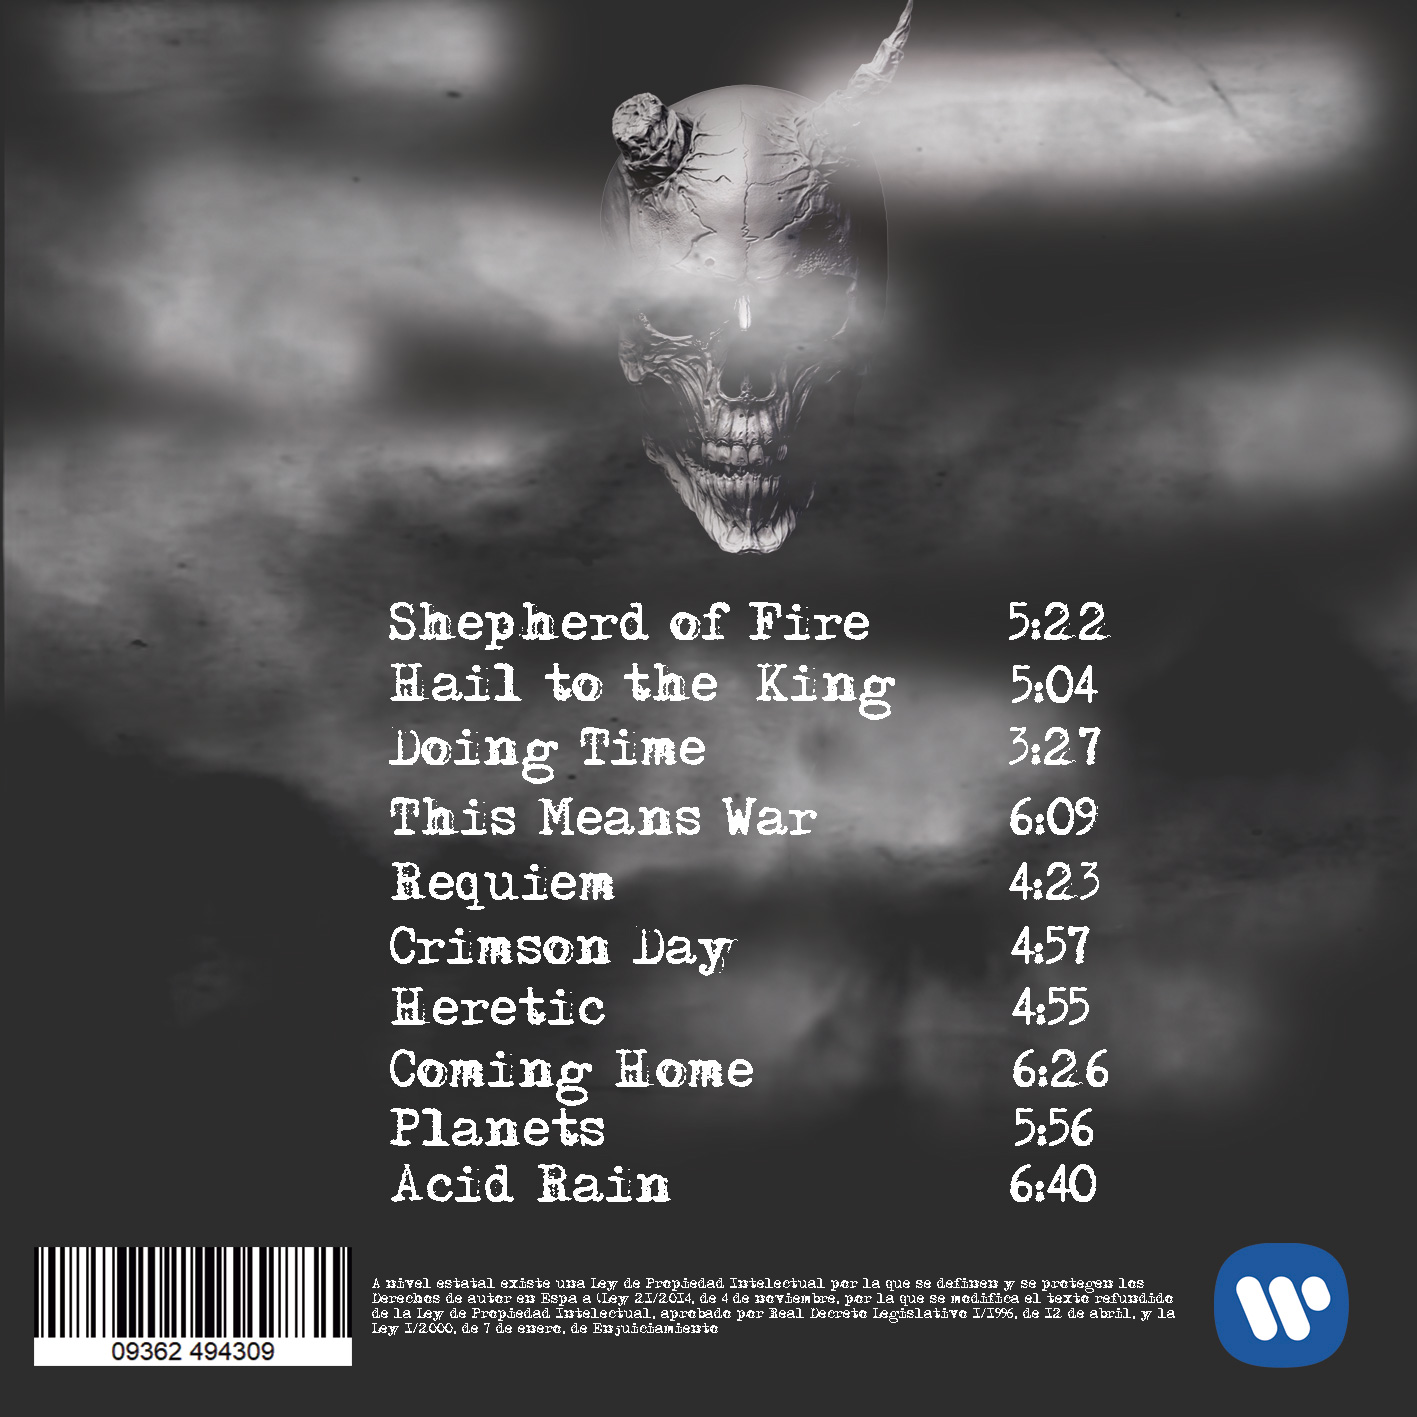 Shepherd of Fire 5:22
Hail to the King 5:04
Doing Time 3:27
This Means War 6:09
Requiem 4:23
Crimson Day 4:57
Heretic 4:55
Coming Home 6:26
Planets 5:56
Acid Rain 6:40
A nivel estatal existe una Ley de Propiedad Intelectual por la que se definen y se protegen los
Derechos de autor en Espa a (Ley 21/2014, de 4 de noviembre, por la que se modifica el texto refundido
de la Ley de Propiedad Intelectual, aprobado por Real Decreto Legislativo 1/1996, de 12 de abril, y la
Ley 1/2000, de 7 de enero, de Enjuiciamiento
09362 494309